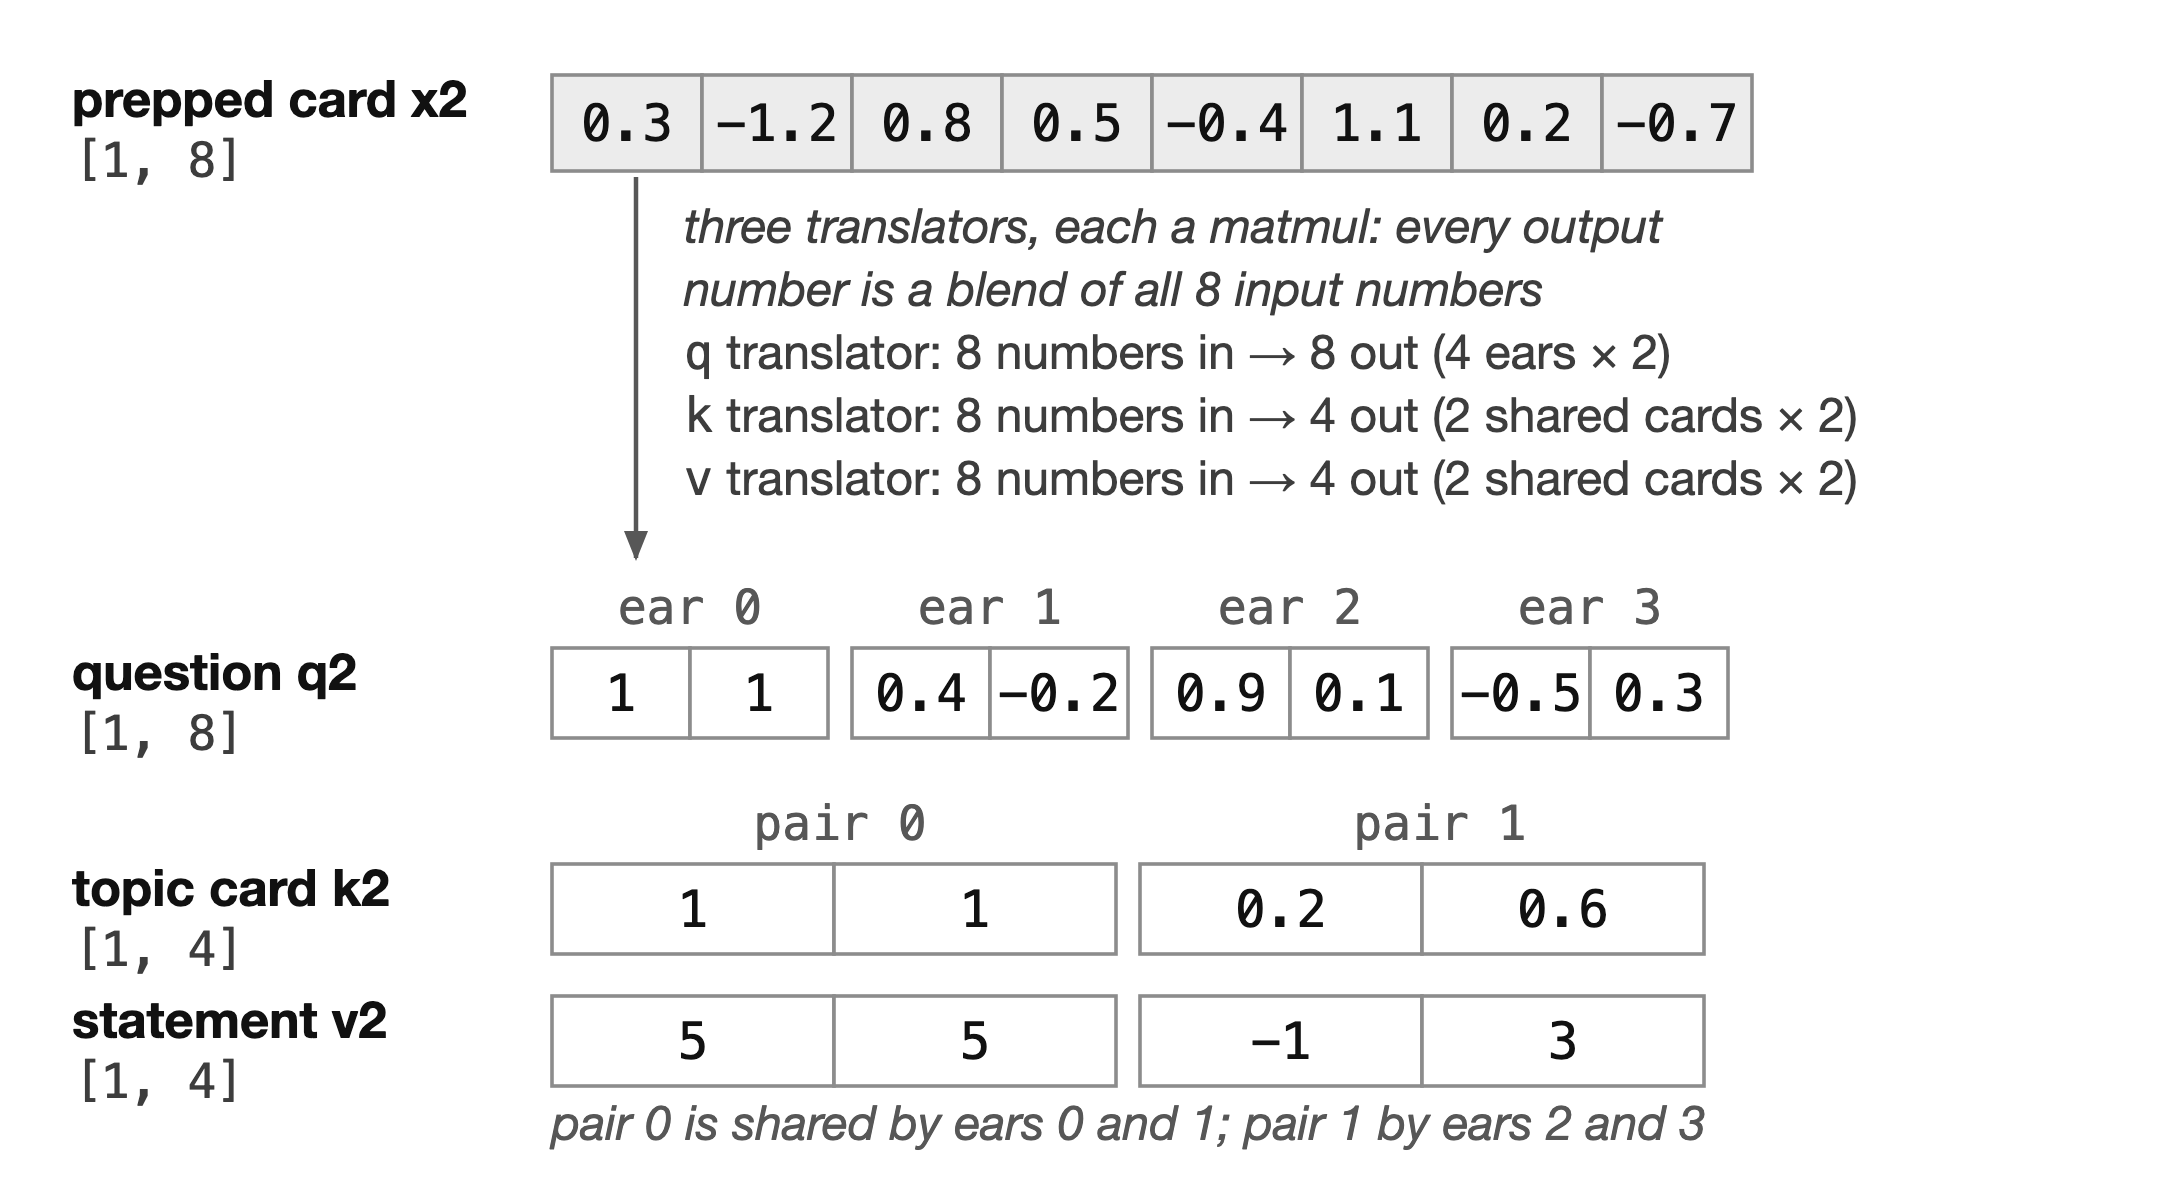 prepped card x2
[1, 8]
0.3 −1.2 0.8 0.5 −0.4 1.1 0.2 −0.7
three translators, each a matmul: every output
number is a blend of all 8 input numbers
q translator: 8 numbers in → 8 out (4 ears × 2)
k translator: 8 numbers in → 4 out (2 shared cards × 2)
v translator: 8 numbers in → 4 out (2 shared cards × 2)
ear 0 ear 1 ear 2 ear 3
question q2
[1, 8]
1 1 0.4 −0.2 0.9 0.1 −0.5 0.3
pair 0 pair 1
topic card k2
[1, 4]
1 1 0.2 0.6
statement v2
[1, 4]
5 5 −1 3
pair 0 is shared by ears 0 and 1; pair 1 by ears 2 and 3